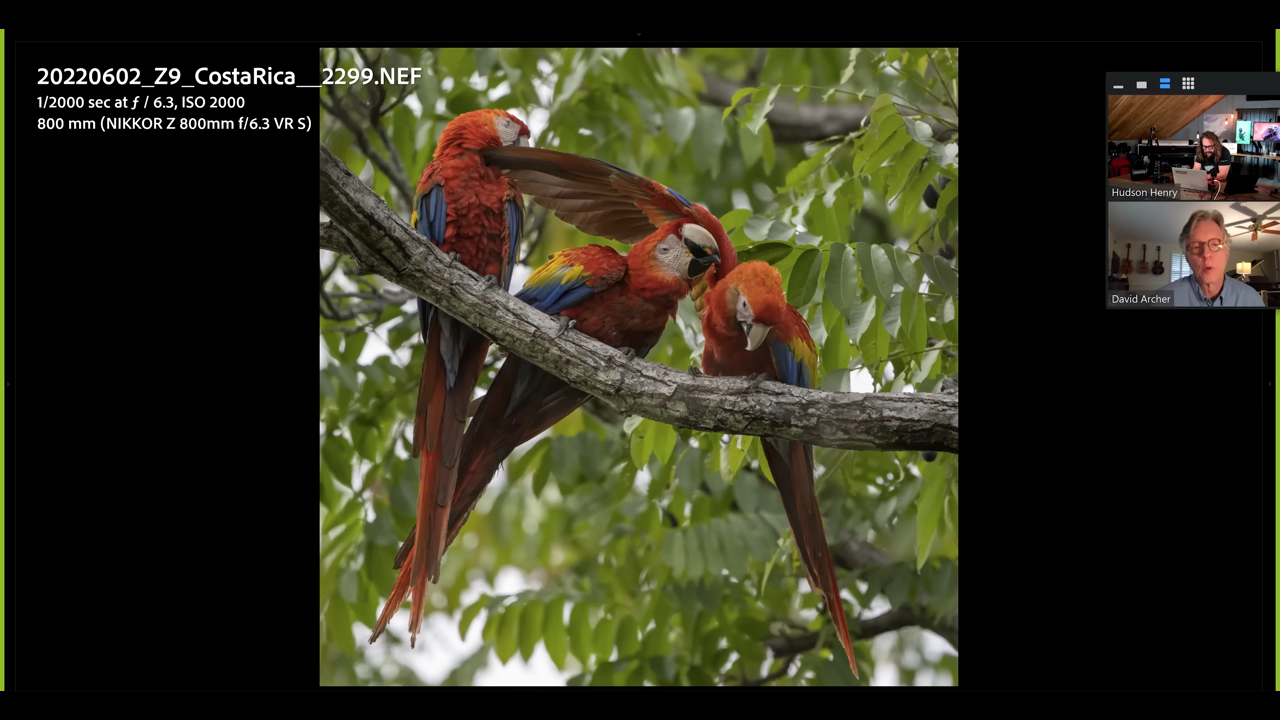 20220602_Z9_CostaRica__2299.NEF
1/2000 sec at ƒ / 6.3, ISO 2000
800 mm (NIKKOR Z 800mm f/6.3 VR S)
Hudson Henry
David Archer